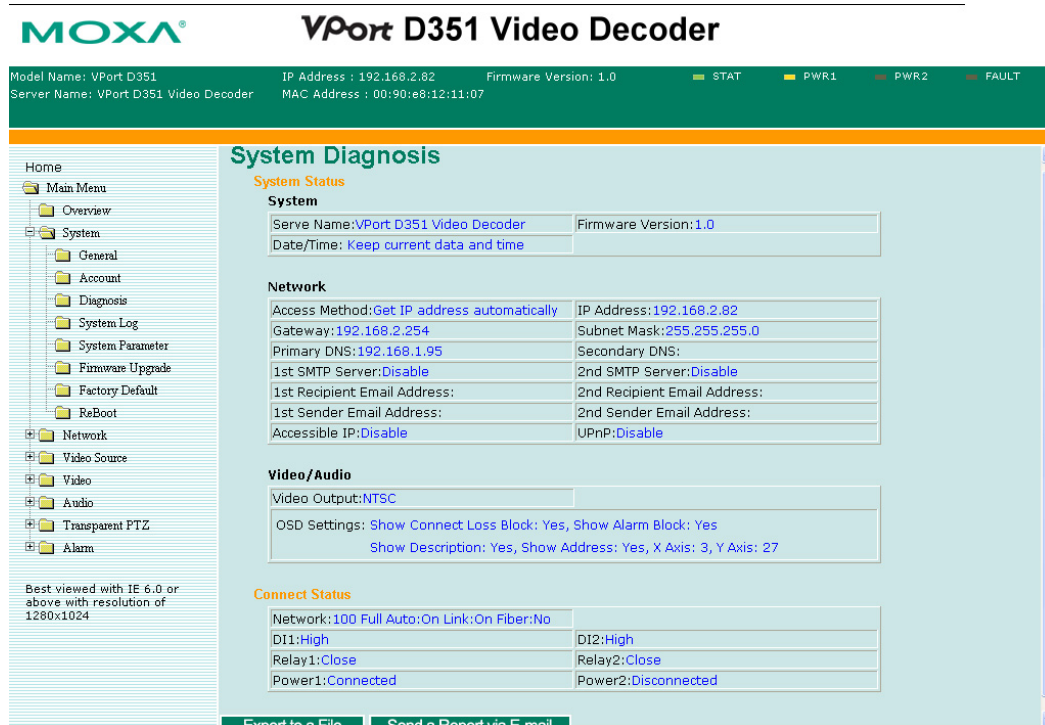 MOXA®
VPort D351 Video Decoder
Model Name: VPort D351 IP Address : 192.168.2.82 Firmware Version: 1.0 STAT PWR1 PWR2 FAULT
Server Name: VPort D351 Video Decoder MAC Address : 00:90:e8:12:11:07
Home
Main Menu
Overview
System
General
Account
Diagnosis
System Log
System Parameter
Firmware Upgrade
Factory Default
ReBoot
Network
Video Source
Video
Audio
Transparent PTZ
Alarm
Best viewed with IE 6.0 or
above with resolution of
1280x1024
System Diagnosis
System Status
System
Serve Name:VPort D351 Video Decoder Firmware Version:1.0
Date/Time: Keep current data and time
Network
Access Method:Get IP address automatically IP Address:192.168.2.82
Gateway:192.168.2.254 Subnet Mask:255.255.255.0
Primary DNS:192.168.1.95 Secondary DNS:
1st SMTP Server:Disable 2nd SMTP Server:Disable
1st Recipient Email Address: 2nd Recipient Email Address:
1st Sender Email Address: 2nd Sender Email Address:
Accessible IP:Disable UPnP:Disable
Video/Audio
Video Output:NTSC
OSD Settings: Show Connect Loss Block: Yes, Show Alarm Block: Yes
Show Description: Yes, Show Address: Yes, X Axis: 3, Y Axis: 27
Connect Status
Network:100 Full Auto:On Link:On Fiber:No
DI1:High DI2:High
Relay1:Close Relay2:Close
Power1:Connected Power2:Disconnected
Export to a File Send a Report via E-mail